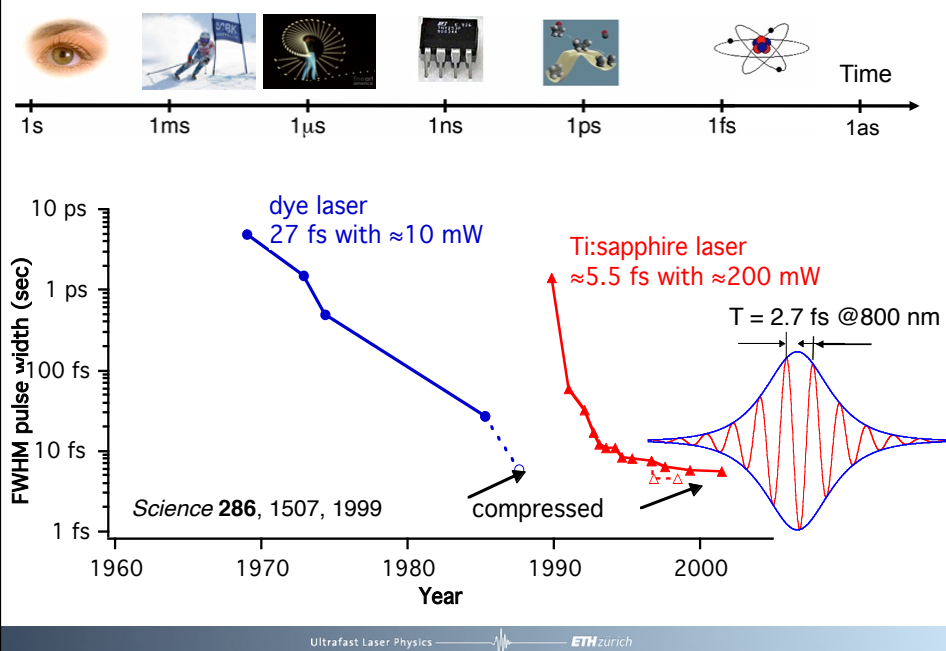 Time
1s 1ms 1μs 1ns 1ps 1fs 1as
dye laser
27 fs with ≈10 mW
Ti:sapphire laser
≈5.5 fs with ≈200 mW
T = 2.7 fs @800 nm
FWHM pulse width (sec)
10 ps
1 ps
100 fs
10 fs
1 fs
Science 286, 1507, 1999
compressed
1960 1970 1980 1990 2000
Year
Ultrafast Laser Physics ETH zürich